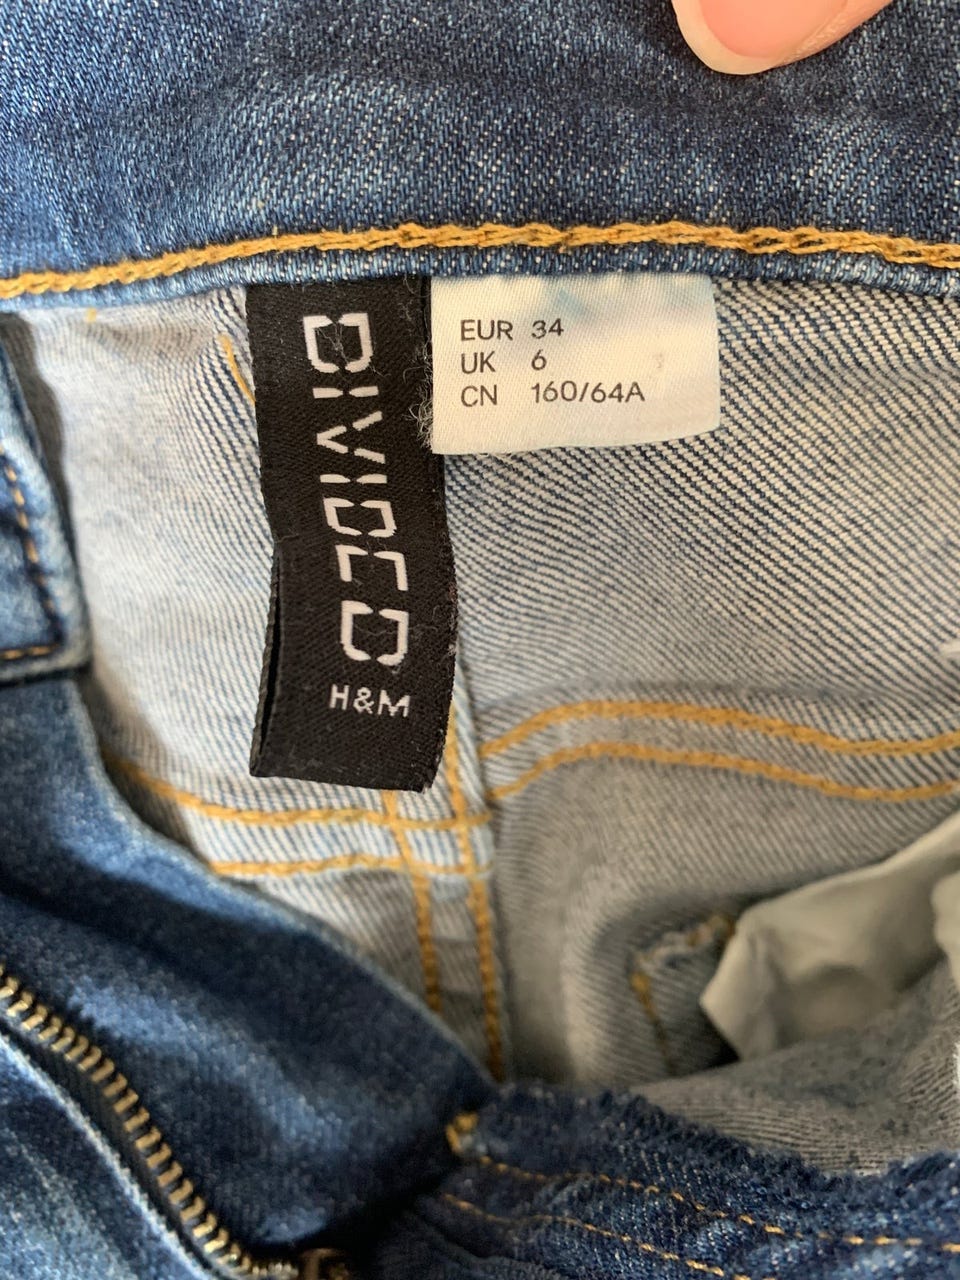 DIVIDED
H&M
EUR 34
UK 6
CN 160/64A